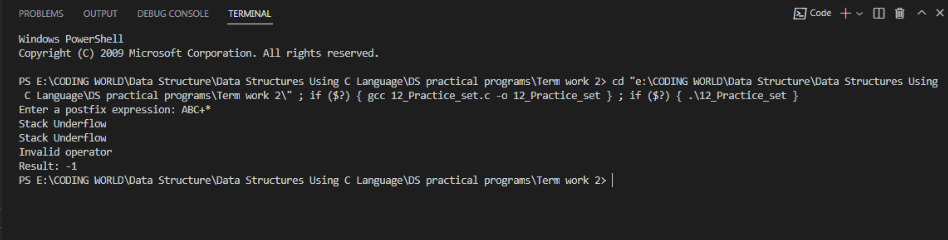 PROBLEMS OUTPUT DEBUG CONSOLE TERMINAL Code
Windows PowerShell
Copyright (C) 2009 Microsoft Corporation. All rights reserved.
PS E:\CODING WORLD\Data Structure\Data Structures Using C Language\DS practical programs\Term work 2> cd "e:\CODING WORLD\Data Structure\Data Structures Using
C Language\DS practical programs\Term work 2\" ; if ($?) { gcc 12_Practice_set.c -o 12_Practice_set } ; if ($?) { .\12_Practice_set }
Enter a postfix expression: ABC+*
Stack Underflow
Stack Underflow
Invalid operator
Result: -1
PS E:\CODING WORLD\Data Structure\Data Structures Using C Language\DS practical programs\Term work 2>